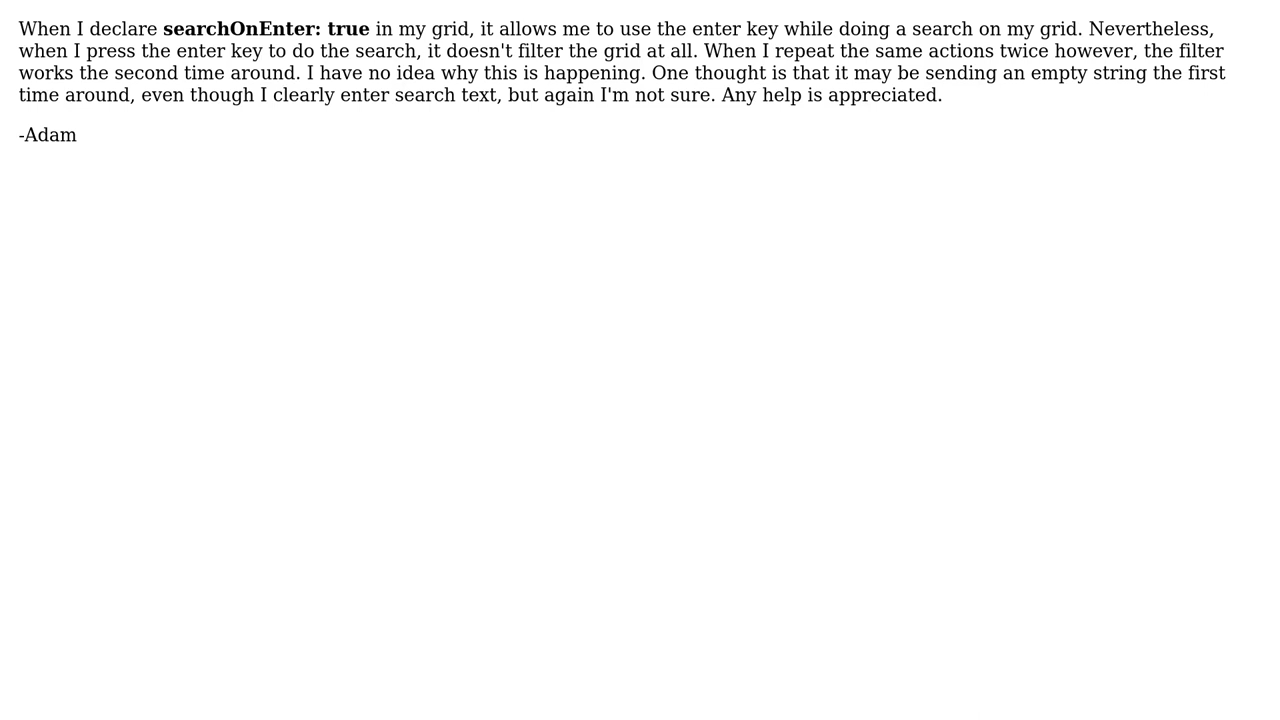 When I declare searchOnEnter: true in my grid, it allows me to use the enter key while doing a search on my grid. Nevertheless,
when I press the enter key to do the search, it doesn't filter the grid at all. When I repeat the same actions twice however, the filter
works the second time around. I have no idea why this is happening. One thought is that it may be sending an empty string the first
time around, even though I clearly enter search text, but again I'm not sure. Any help is appreciated.
-Adam